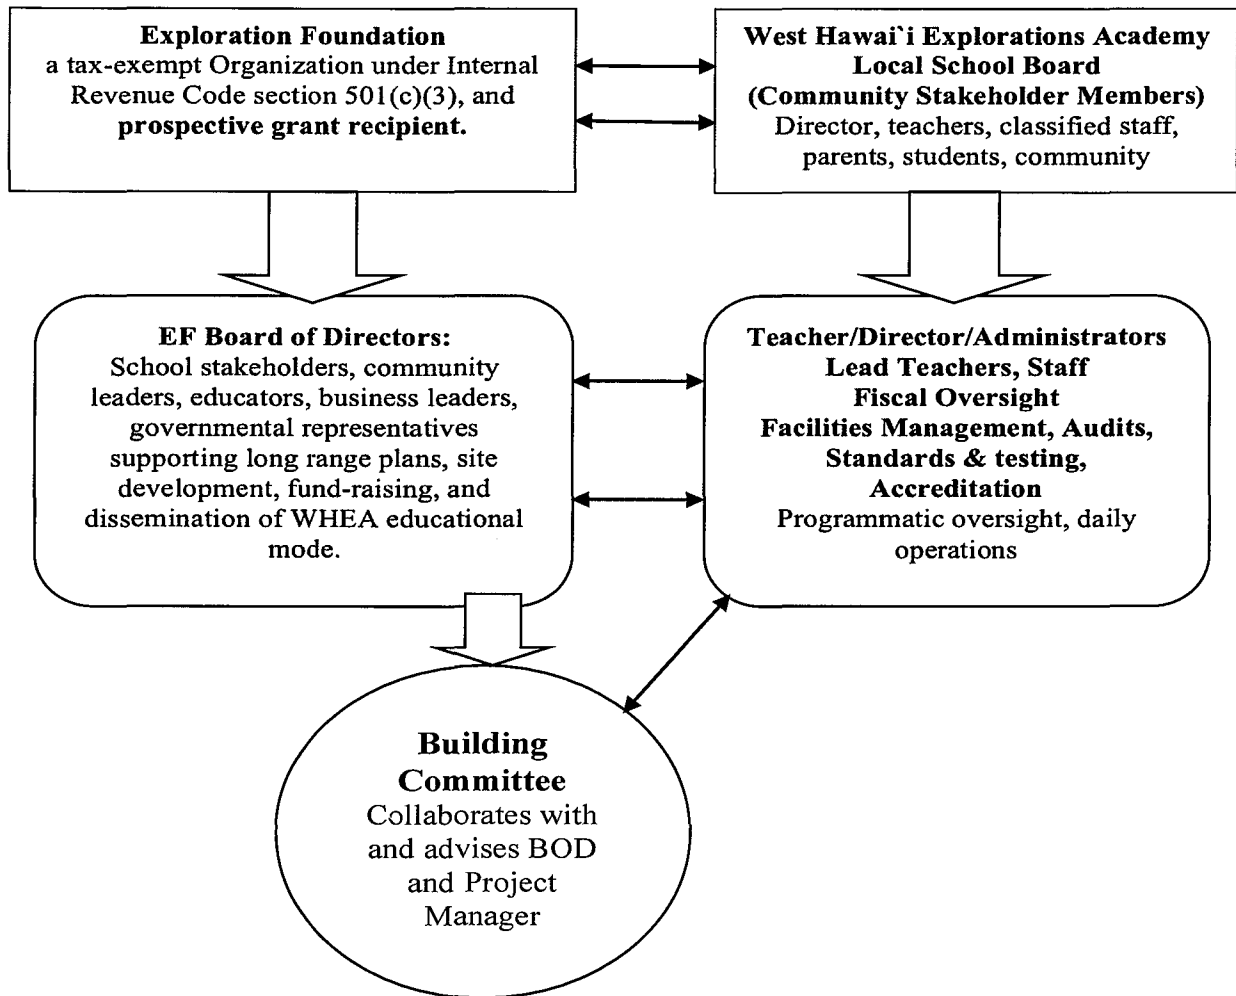 Exploration Foundation
a tax-exempt Organization under Internal
Revenue Code section 501(c)(3), and
prospective grant recipient.
West Hawai`i Explorations Academy
Local School Board
(Community Stakeholder Members)
Director, teachers, classified staff,
parents, students, community
EF Board of Directors:
School stakeholders, community
leaders, educators, business leaders,
governmental representatives
supporting long range plans, site
development, fund-raising, and
dissemination of WHEA educational
mode.
Teacher/Director/Administrators
Lead Teachers, Staff
Fiscal Oversight
Facilities Management, Audits,
Standards & testing,
Accreditation
Programmatic oversight, daily
operations
Building
Committee
Collaborates with
and advises BOD
and Project
Manager